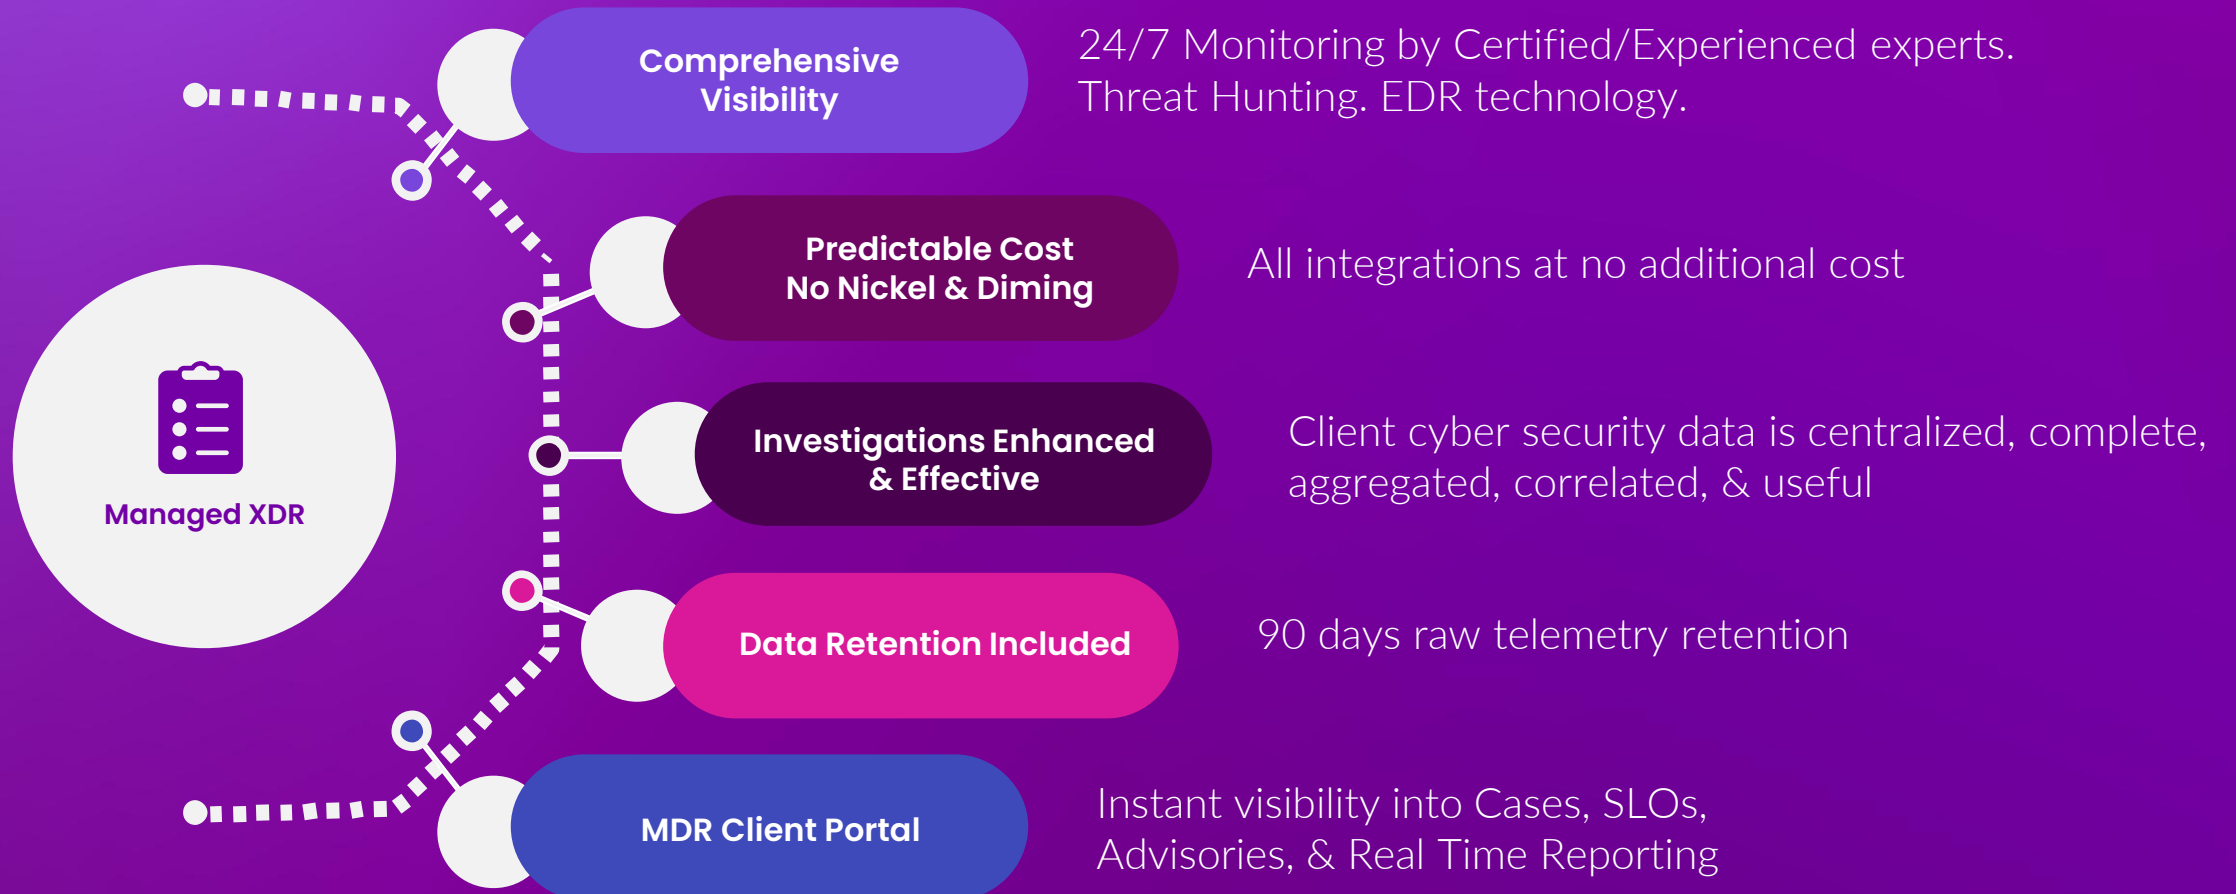 Comprehensive
Visibility
24/7 Monitoring by Certified/Experienced experts.
Threat Hunting. EDR technology.
Predictable Cost
No Nickel & Diming
All integrations at no additional cost
Managed XDR
Investigations Enhanced
& Effective
Client cyber security data is centralized, complete,
aggregated, correlated, & useful
Data Retention Included
90 days raw telemetry retention
MDR Client Portal
Instant visibility into Cases, SLOs,
Advisories, & Real Time Reporting